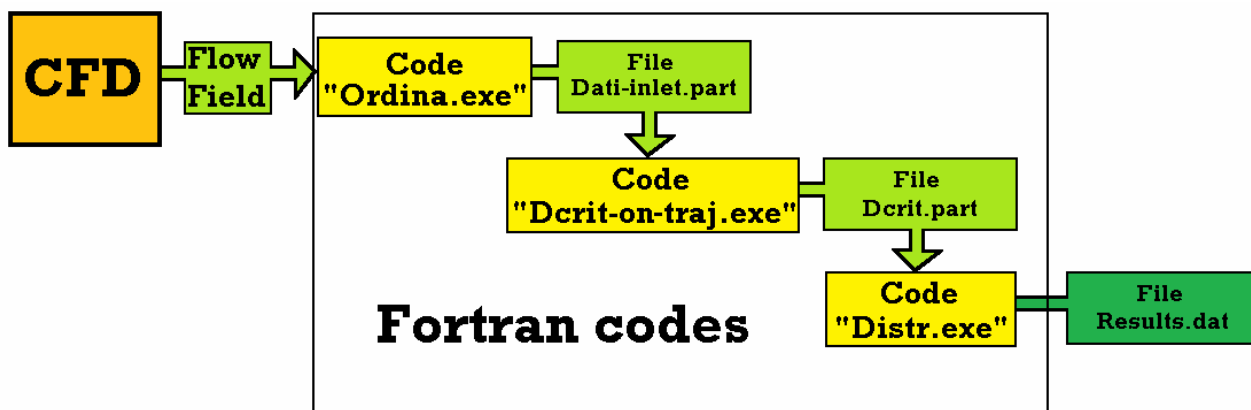 CFD
Flow
Field
Code
"Ordina.exe"
File
Dati-inlet.part
Code
"Dcrit-on-traj.exe"
File
Dcrit.part
Code
"Distr.exe"
File
Results.dat
Fortran codes